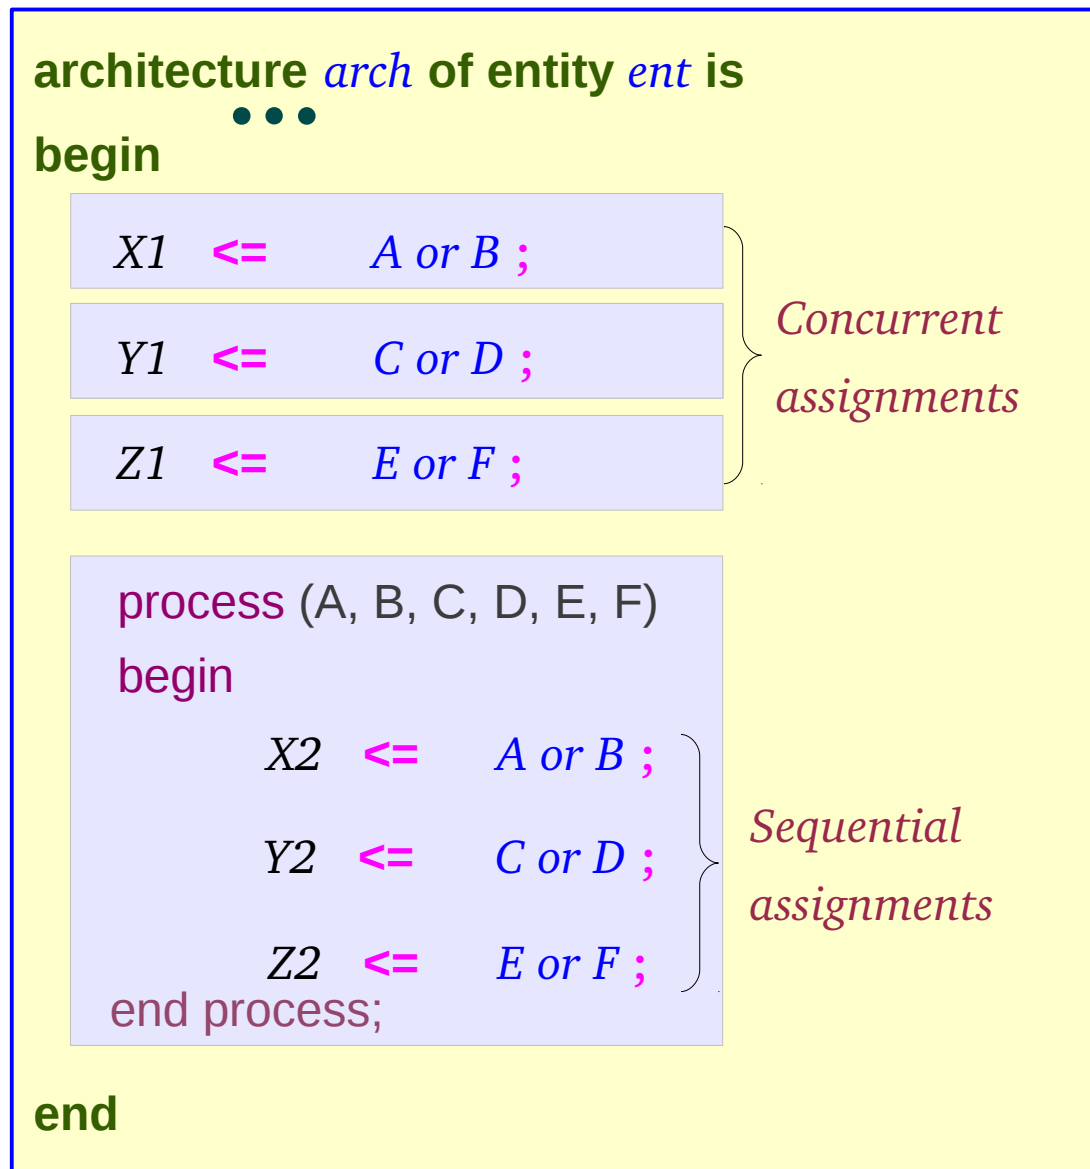 architecture arch of entity ent is
•••
begin
X1 <= A or B ;
Y1 <= C or D ;
Z1 <= E or F ;
Concurrent
assignments
process (A, B, C, D, E, F)
begin
X2 <= A or B ;
Y2 <= C or D ;
Z2 <= E or F ;
end process;
Sequential
assignments
end